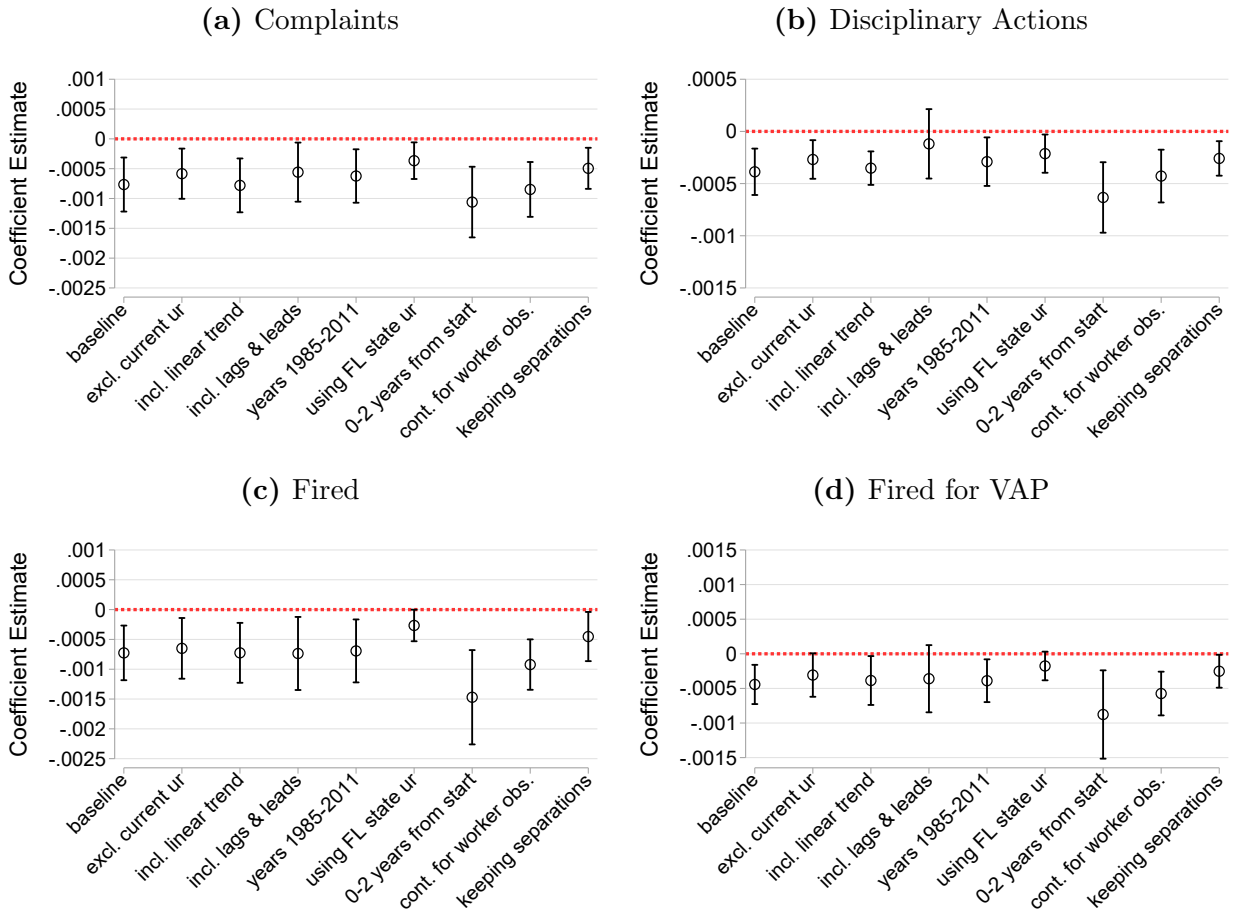 (a) Complaints
Coefficient Estimate
.001
.0005
0
-.0005
-.001
-.0015
-.002
-.0025
baseline
excl. current ur
incl. linear trend
incl. lags & leads
years 1985-2011
using FL state ur
0-2 years from start
cont. for worker obs.
keeping separations
(b) Disciplinary Actions
Coefficient Estimate
.0005
0
-.0005
-.001
-.0015
baseline
excl. current ur
incl. linear trend
incl. lags & leads
years 1985-2011
using FL state ur
0-2 years from start
cont. for worker obs.
keeping separations
(c) Fired
Coefficient Estimate
.001
.0005
0
-.0005
-.001
-.0015
-.002
-.0025
baseline
excl. current ur
incl. linear trend
incl. lags & leads
years 1985-2011
using FL state ur
0-2 years from start
cont. for worker obs.
keeping separations
(d) Fired for VAP
Coefficient Estimate
.0015
.001
.0005
0
-.0005
-.001
-.0015
baseline
excl. current ur
incl. linear trend
incl. lags & leads
years 1985-2011
using FL state ur
0-2 years from start
cont. for worker obs.
keeping separations